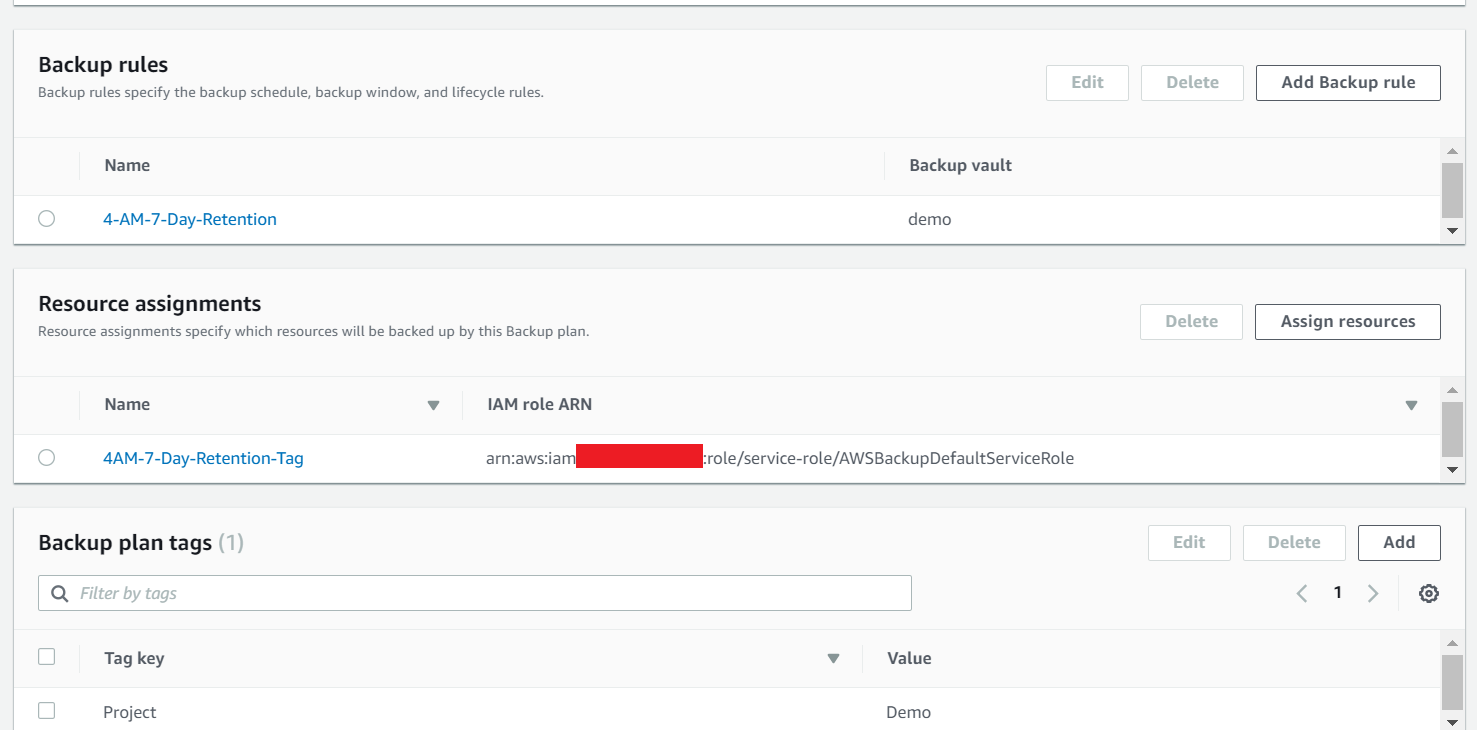 Backup rules
Backup rules specify the backup schedule, backup window, and lifecycle rules.
Edit
Delete
Add Backup rule
Name
Backup vault
4-AM-7-Day-Retention
demo
Resource assignments
Resource assignments specify which resources will be backed up by this Backup plan.
Delete
Assign resources
Name
IAM role ARN
4AM-7-Day-Retention-Tag
arn:aws:iam :role/service-role/AWSBackupDefaultServiceRole
Backup plan tags (1)
Edit
Delete
Add
Filter by tags
1
Tag key
Value
Project
Demo